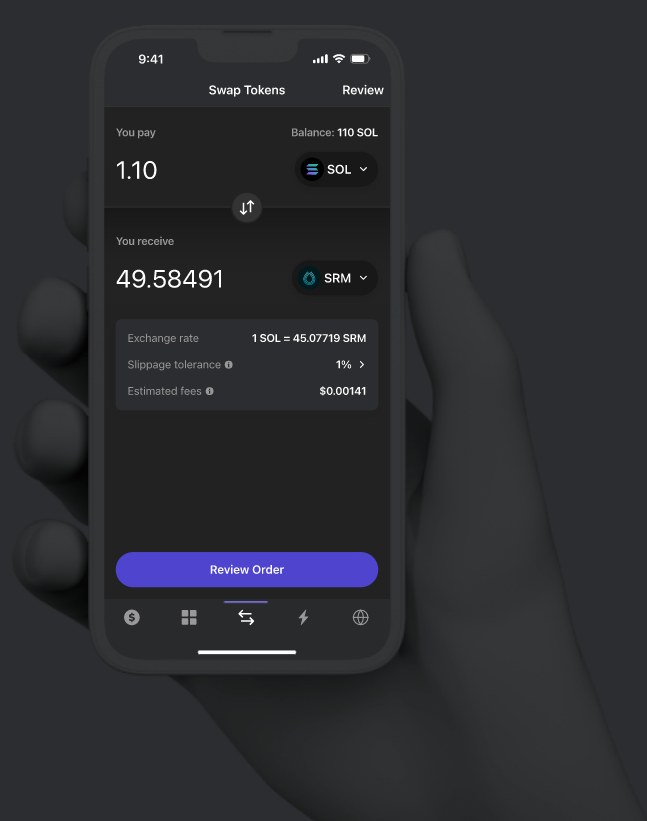 9:41
Swap Tokens Review
You pay Balance: 110 SOL
1.10 SOL
You receive
49.58491 SRM
Exchange rate 1 SOL = 45.07719 SRM
Slippage tolerance 1%
Estimated fees $0.00141
Review Order